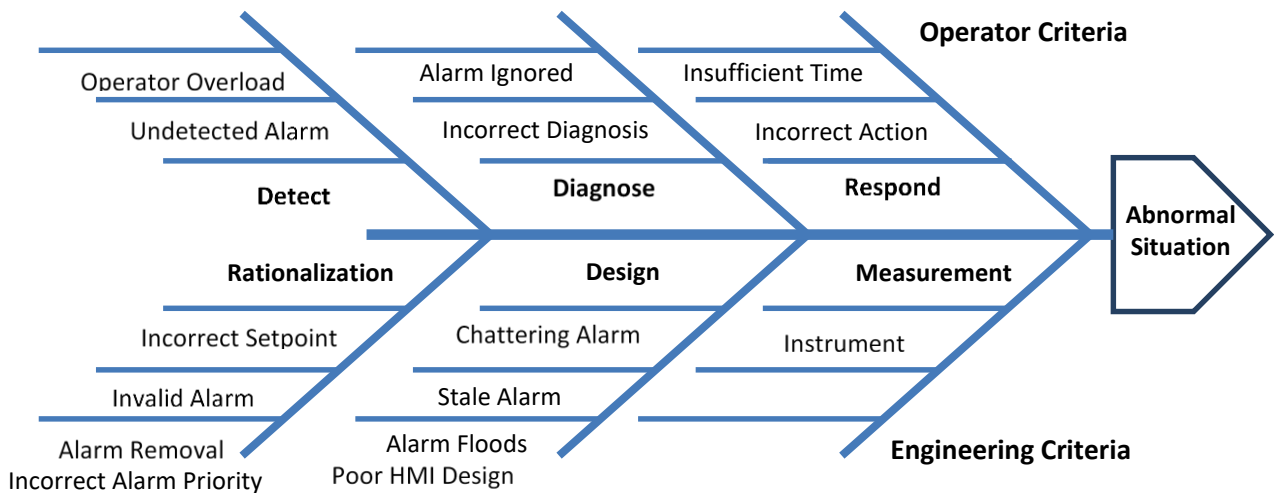 Operator Criteria
Operator Overload
Alarm Ignored
Insufficient Time
Undetected Alarm
Incorrect Diagnosis
Incorrect Action
Detect
Diagnose
Respond
Abnormal
Situation
Rationalization
Design
Measurement
Incorrect Setpoint
Chattering Alarm
Instrument
Invalid Alarm
Stale Alarm
Alarm Removal
Alarm Floods
Engineering Criteria
Incorrect Alarm Priority
Poor HMI Design